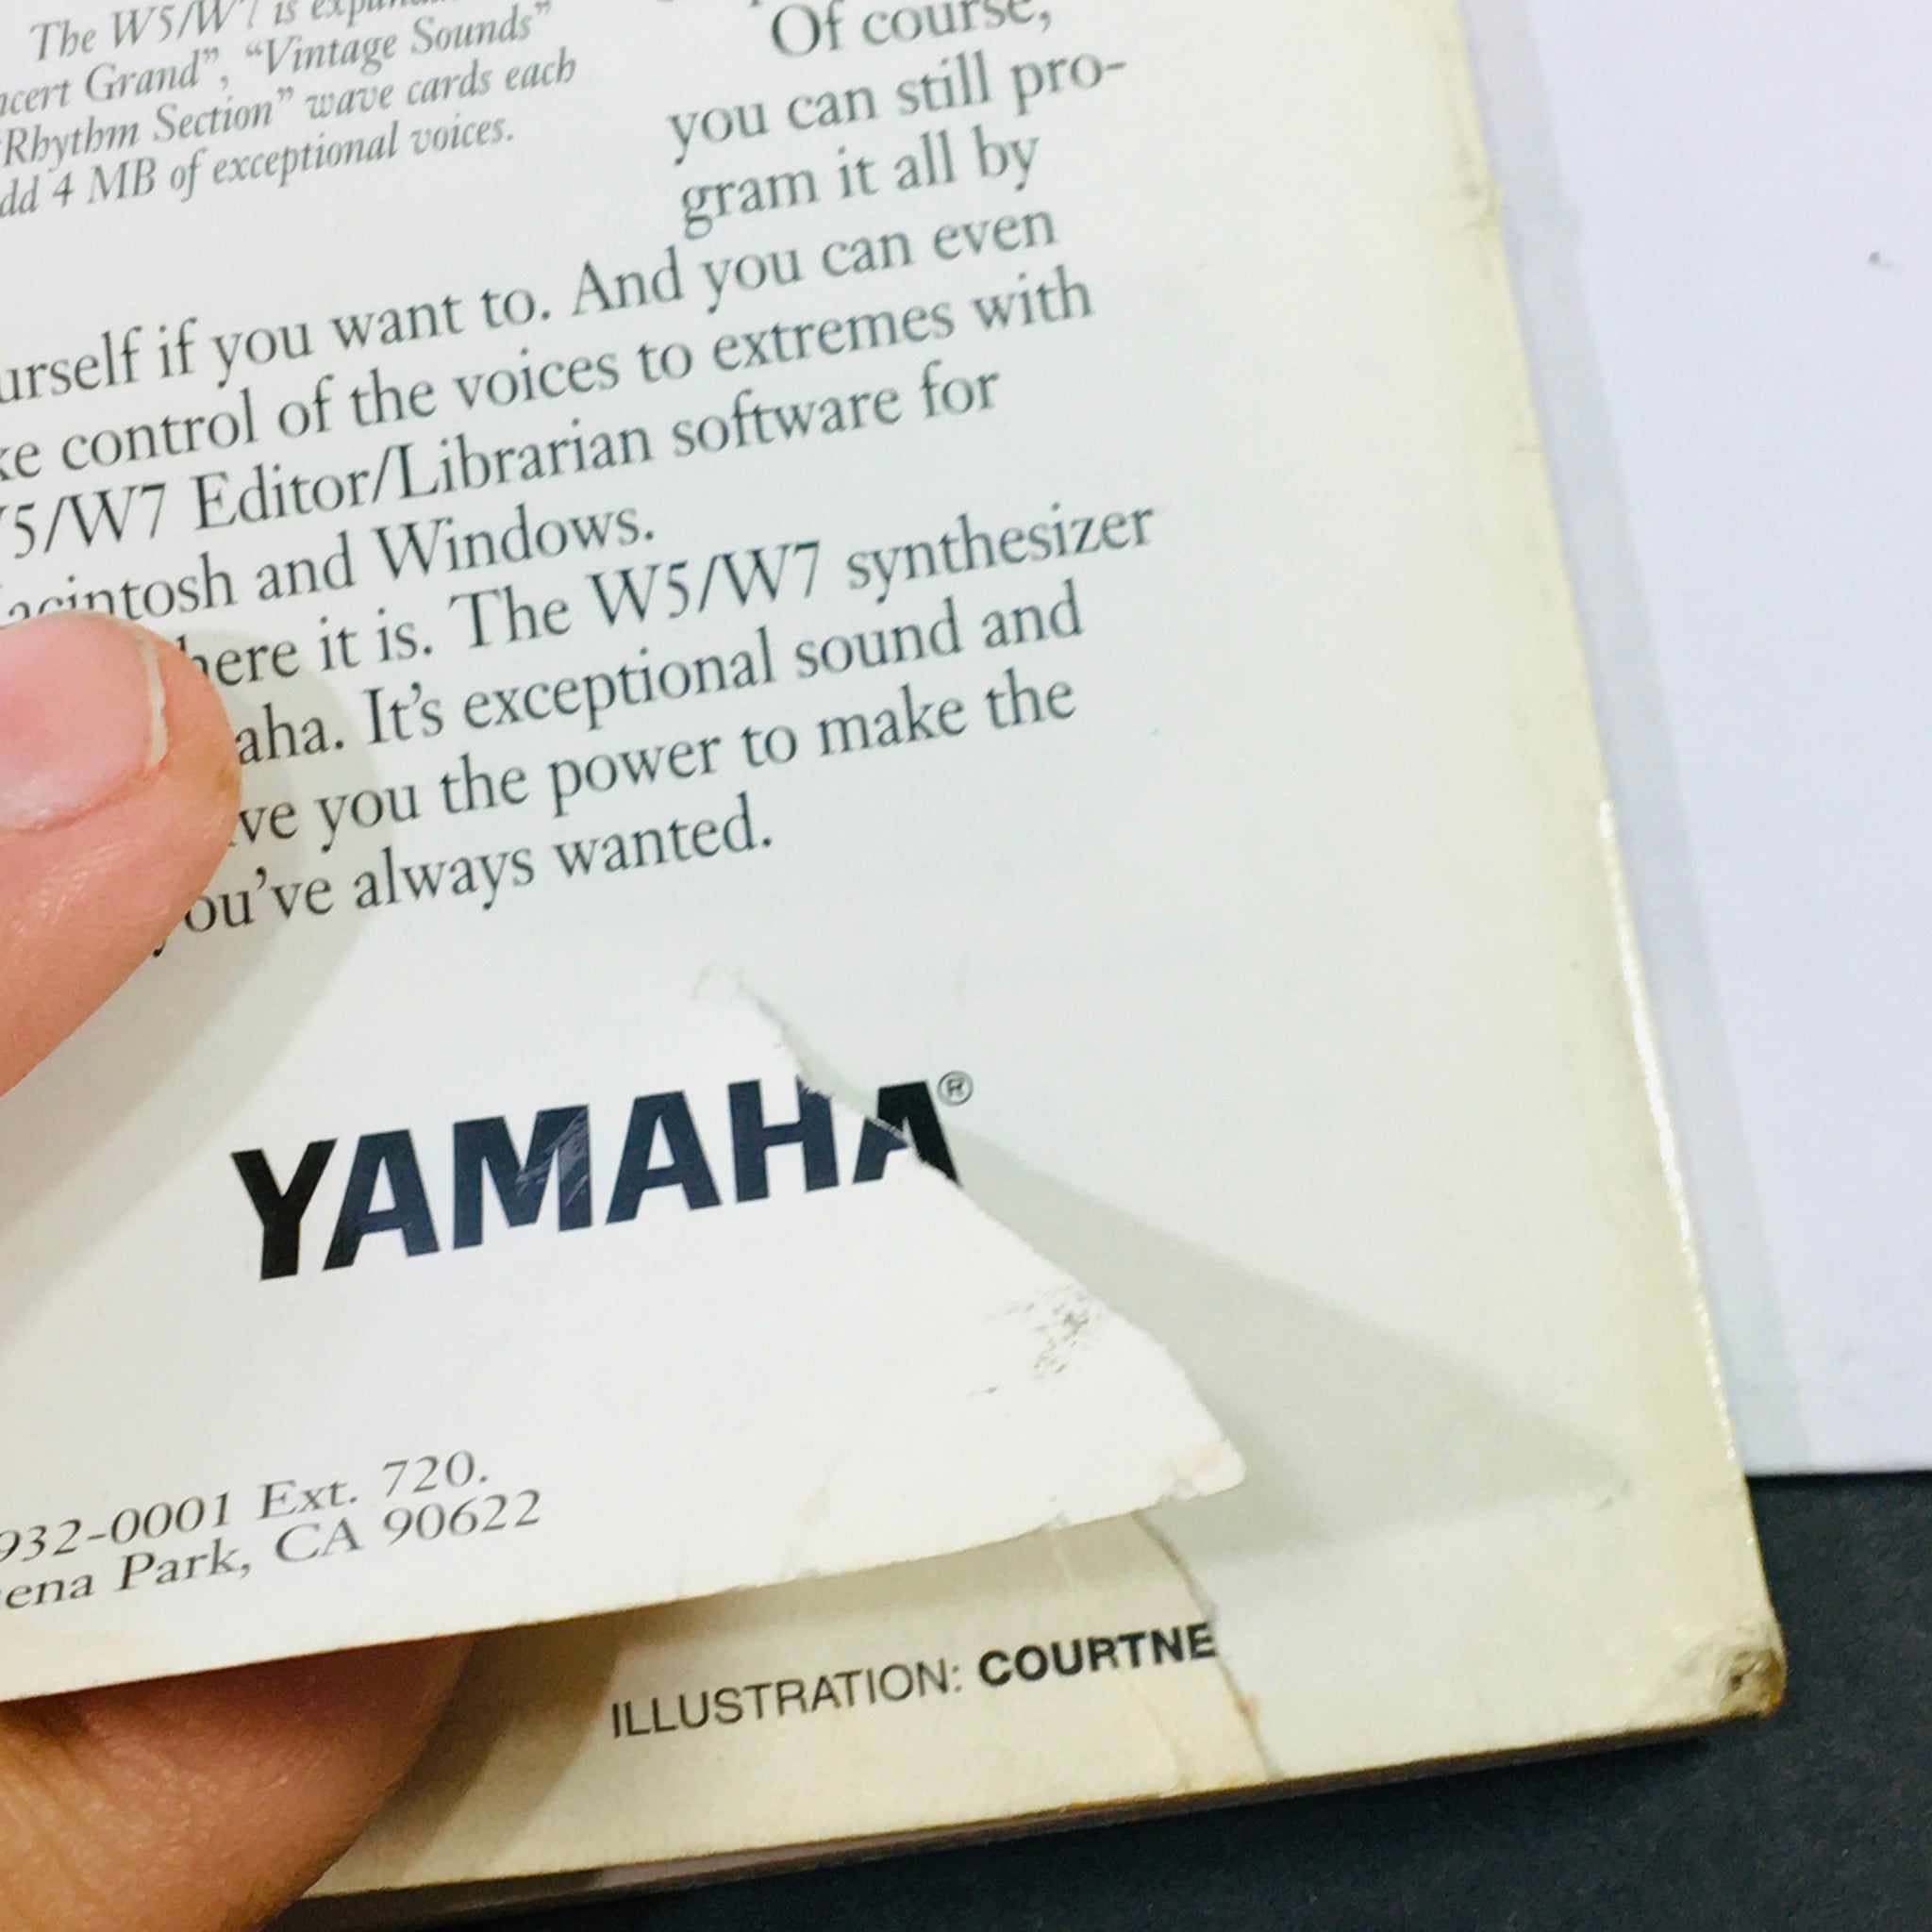 The W5/W7 is
cert Grand", "Vintage Sounds"
Rhythm Section" wave cards each
dd 4 MB of exceptional voices.
Of course,
you can still pro-
gram it all by
urself if you want to. And you can even
ke control of the voices to extremes with
5/W7 Editor/Librarian software for
acintosh and Windows.
here it is. The W5/W7 synthesizer
aha. It's exceptional sound and
ve you the power to make the
you've always wanted.
YAMAHA®
932-0001 Ext. 720.
ena Park, CA 90622
ILLUSTRATION: COURTNE